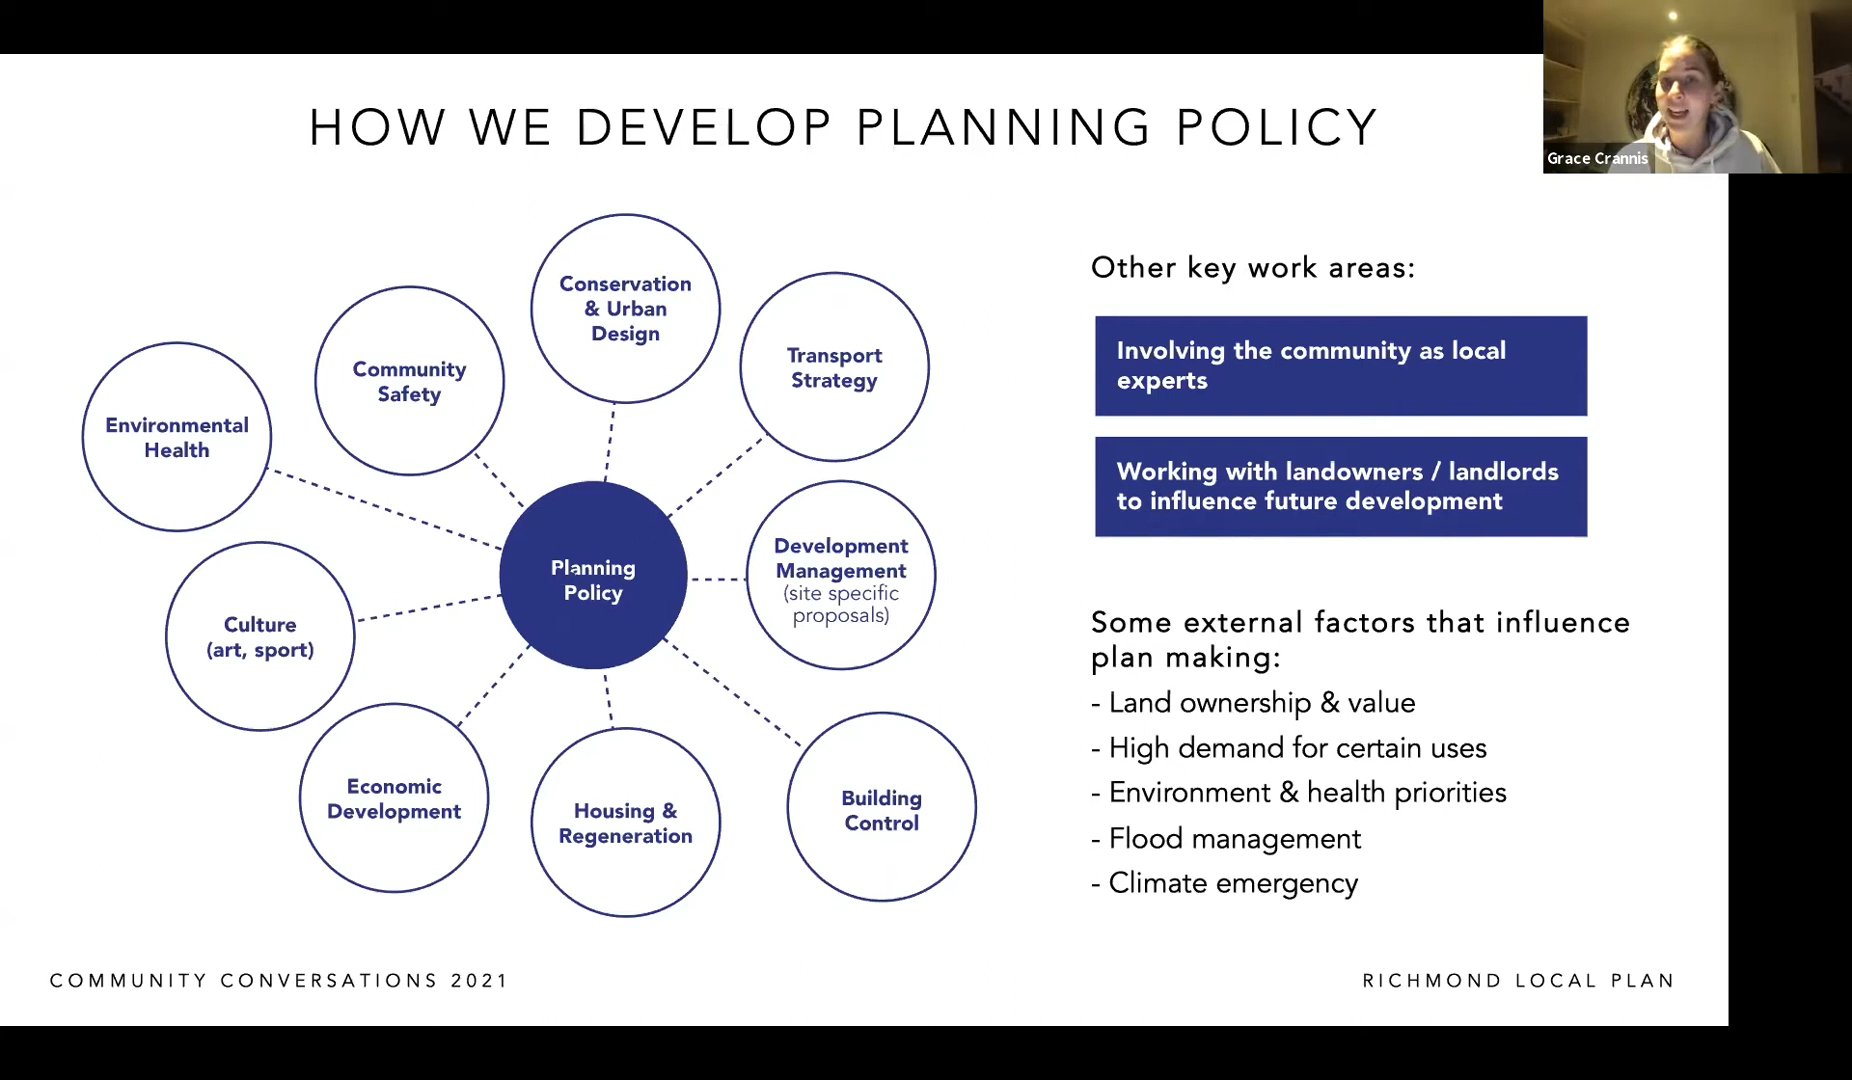 HOW WE DEVELOP PLANNING POLICY
Grace Crannis
Conservation
& Urban
Design
Transport
Strategy
Community
Safety
Environmental
Health
Planning
Policy
Development
Management
(site specific
proposals)
Culture
(art, sport)
Economic
Development
Housing &
Regeneration
Building
Control
Other key work areas:
Involving the community as local
experts
Working with landowners / landlords
to influence future development
Some external factors that influence
plan making:
- Land ownership & value
- High demand for certain uses
- Environment & health priorities
- Flood management
- Climate emergency
COMMUNITY CONVERSATIONS 2021
RICHMOND LOCAL PLAN